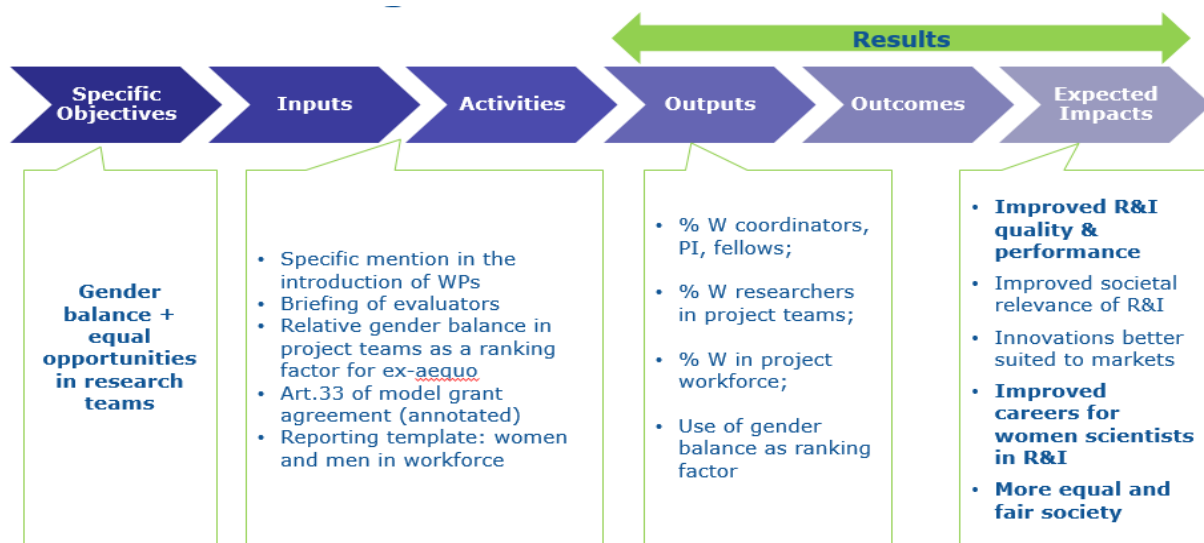 Results
Specific
Objectives
Inputs
Activities
Outputs
Outcomes
Expected
Impacts
Gender
balance +
equal
opportunities
in research
teams
• Specific mention in the
introduction of WPs
• Briefing of evaluators
• Relative gender balance in
project teams as a ranking
factor for ex-aequo
• Art.33 of model grant
agreement (annotated)
• Reporting template: women
and men in workforce
• % W coordinators,
PI, fellows;
• % W researchers
in project teams;
• % W in project
workforce;
• Use of gender
balance as ranking
factor
• Improved R&I
quality &
performance
• Improved societal
relevance of R&I
• Innovations better
suited to markets
• Improved
careers for
women scientists
in R&I
• More equal and
fair society